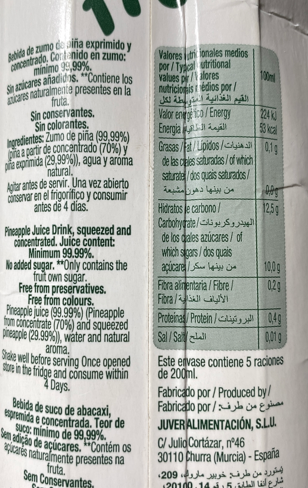 Bebida de zumo de piña exprimido y
concentrado. Contenido en zumo:
mínimo 99,99%.
Sin azúcares añadidos. **Contiene los
azúcares naturalmente presentes en la
fruta.
Sin conservantes.
Sin colorantes.
Ingredientes: Zumo de piña (99,99%)
(piña a partir de concentrado (70%) y
piña exprimida (29,99%)), agua y aroma
natural.
Agitar antes de servir. Una vez abierto
conservar en el frigorífico y consumir
antes de 4 días.
Pineapple Juice Drink, squeezed and
concentrated. Juice content:
Minimum 99.99%.
No added sugar. **Only contains the
fruit own sugar.
Free from preservatives.
Free from colours.
Pineapple juice (99.99%) (Pineapple
from concentrate (70%) and squeezed
pineapple (29.99%)), water and natural
aroma.
Shake well before serving Once opened
store in the fridge and consume within
4 Days.
Bebida de suco de abacaxi,
espremida e concentrada. Teor de
suco: mínimo de 99,99%.
Sem adição de açúcares. **Contém os
açúcares naturalmente presentes na
fruta.
Sem Conservantes.
Valores nutricionales medios
por / Typical nutritional
values per / Valores
nutricionais médios por / 100ml
القيم الغذائية المتوسطة لكل
Valor energético / Energy 224 kJ
Energia / القيمة الطاقية 53 kcal
Grasas / Fat / Lípidos / الدهنيات 0,1 g
de las cuales saturadas / of which
saturates / dos quais saturados /
من بينها دهون مشبعة 0,0 g
Hidratos de carbono / 12,5 g
Carbohydrate / الهيدروكربونات
de los cuales azúcares / of
which sugars / dos quais
açúcares / من بينها سكر 10,0 g
Fibra alimentaria / Fibre / 0,2 g
Fibra / الألياف الغذائية
Proteínas / Protein / البروتينات 0,4 g
Sal / Salt / الملح 0,01 g
Este envase contiene 5 raciones
de 200ml.
Fabricado por / Produced by /
Fabricado por / مصنوع من طرف:
JUVER ALIMENTACIÓN, S.L.U.
C/ Julio Cortázar, nº46
30110 Churra (Murcia) - España